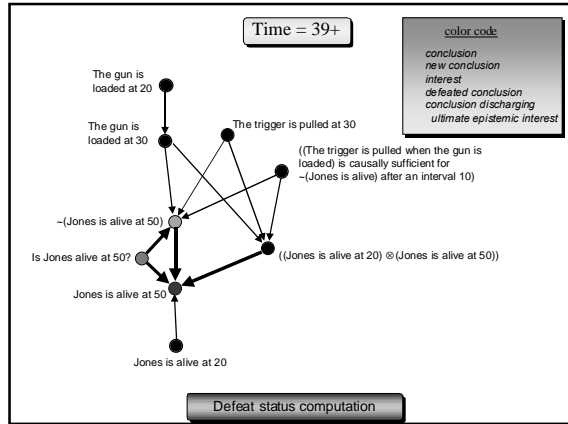 Time = 39+
color code
conclusion
new conclusion
interest
defeated conclusion
conclusion discharging
ultimate epistemic interest
The gun is
loaded at 20
The gun is
loaded at 30
The trigger is pulled at 30
((The trigger is pulled when the gun is
loaded) is causally sufficient for
~(Jones is alive) after an interval 10)
~(Jones is alive at 50)
Is Jones alive at 50?
((Jones is alive at 20) ⊗(Jones is alive at 50))
Jones is alive at 50
Jones is alive at 20
Defeat status computation